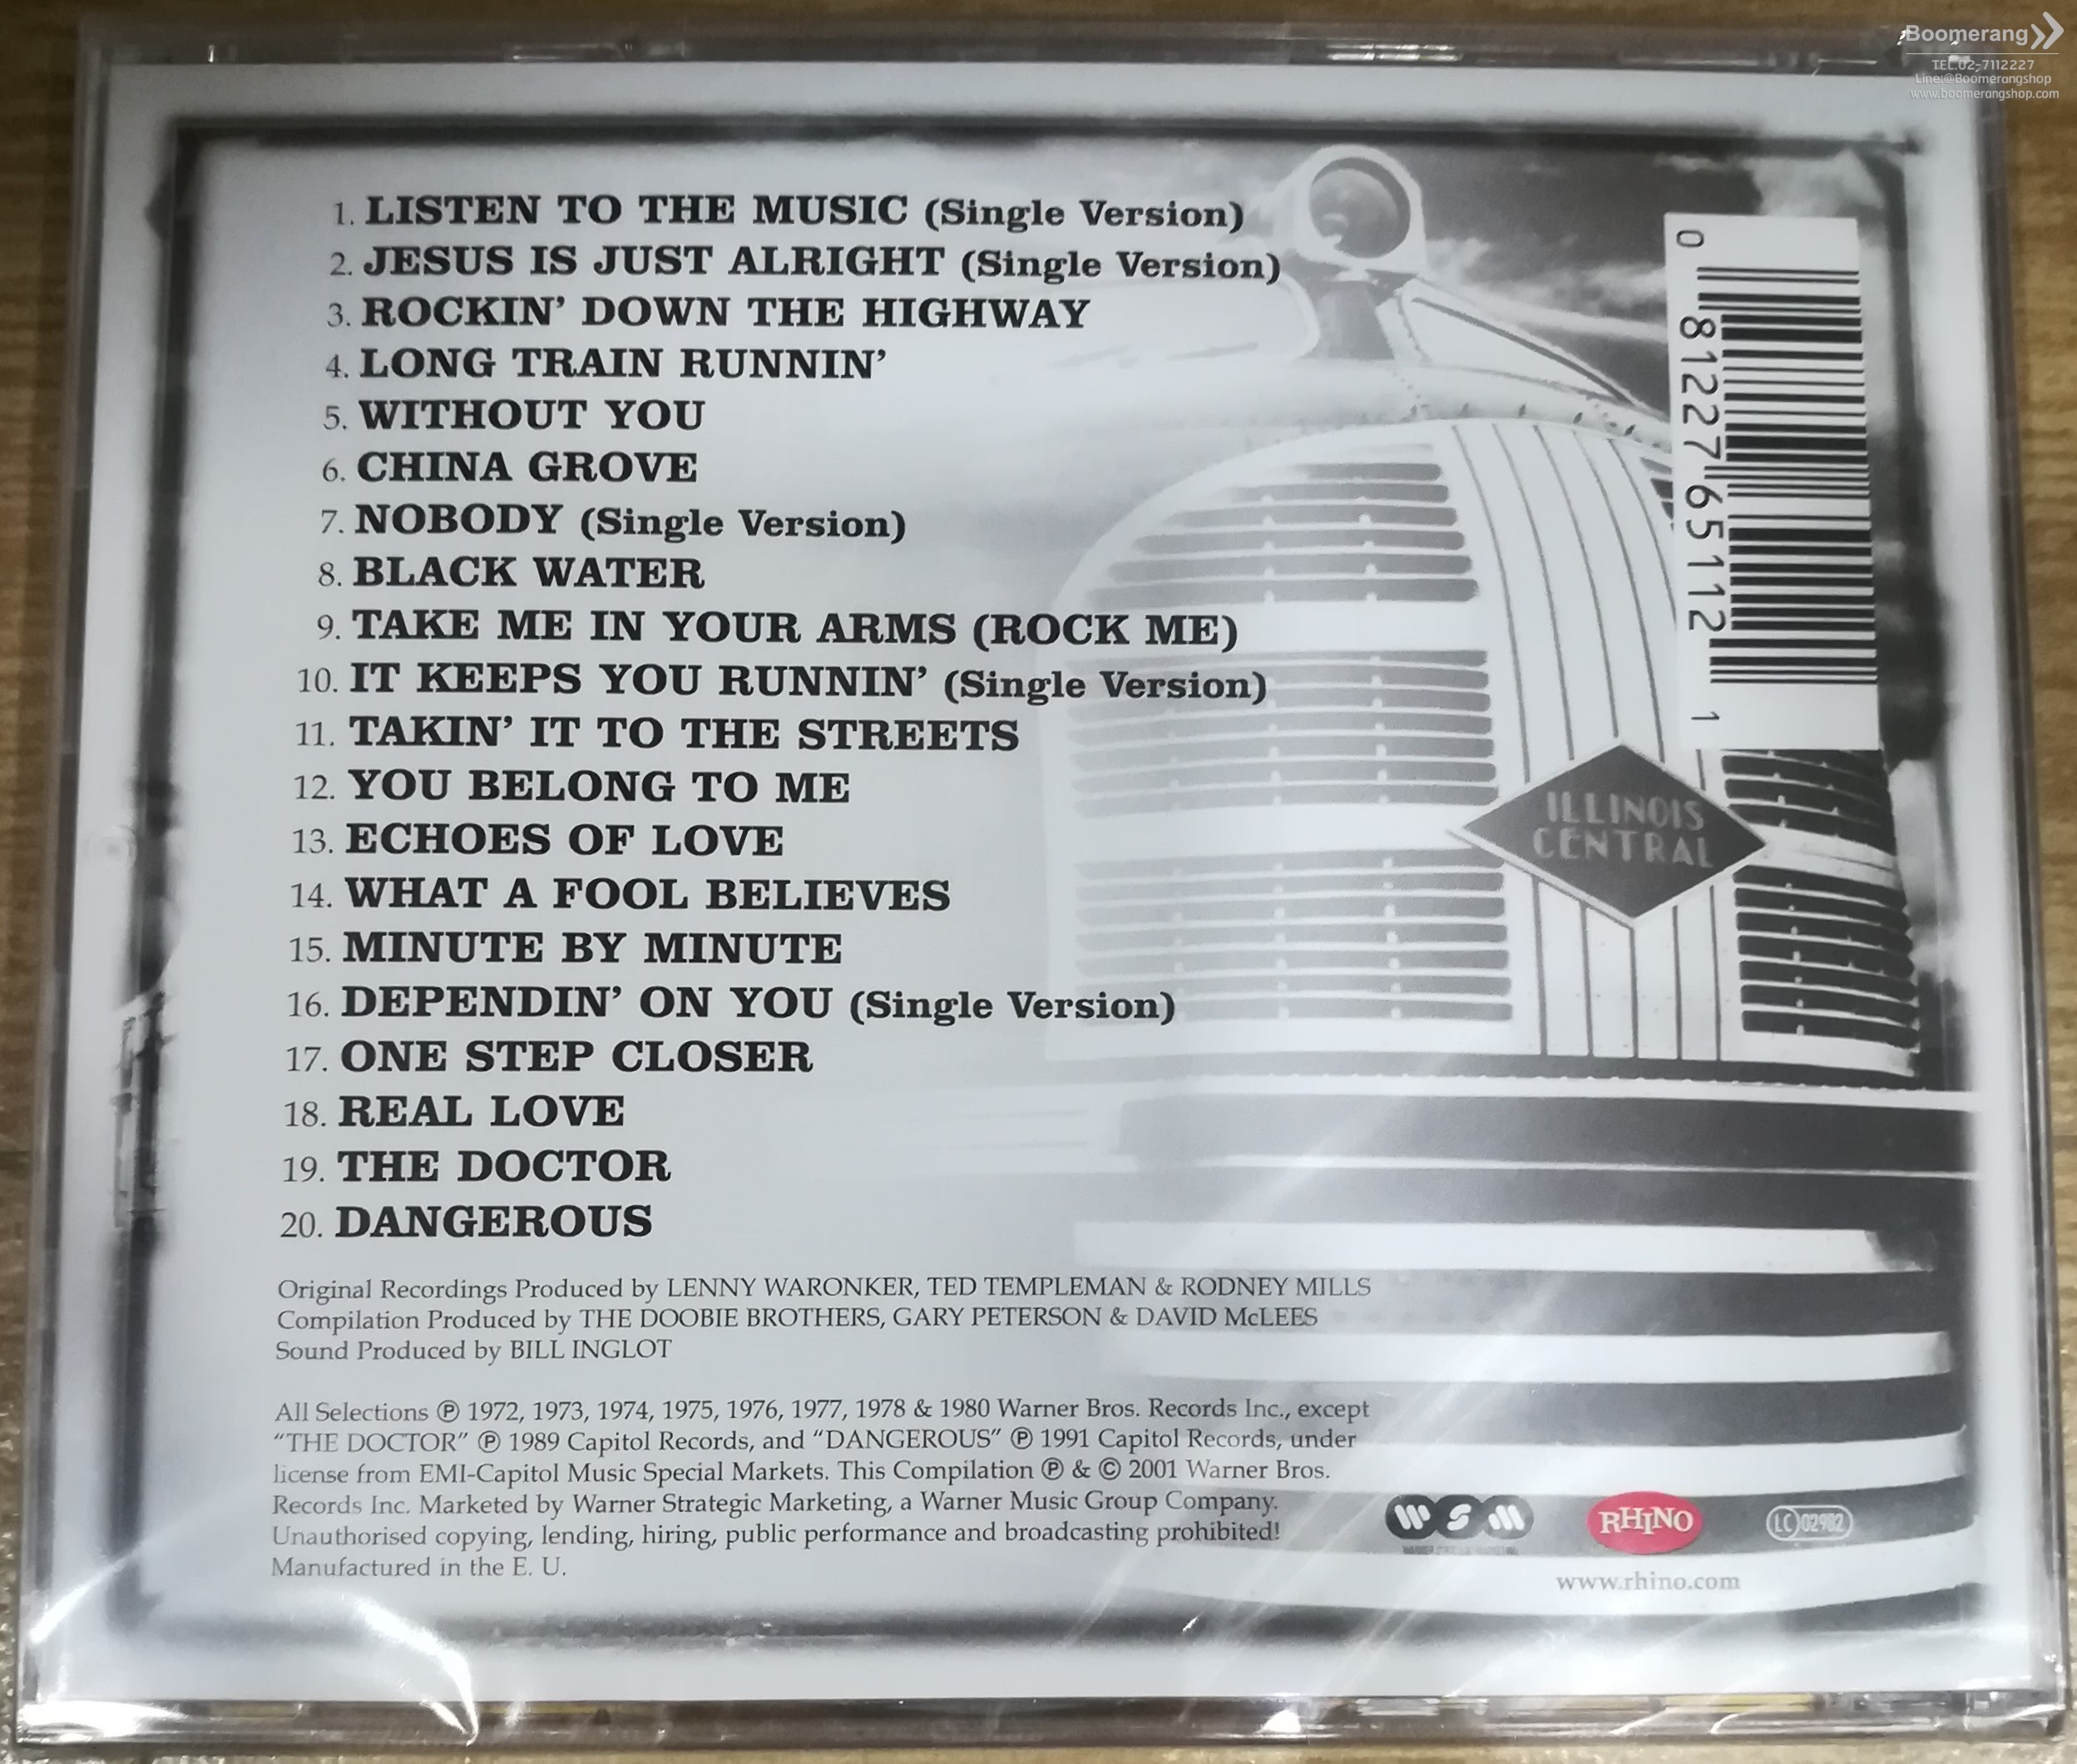 Boomerang
TEL.02-7112227
Line:@Boomerangshop
www.boomerangshop.com
1. LISTEN TO THE MUSIC (Single Version)
2. JESUS IS JUST ALRIGHT (Single Version)
3. ROCKIN' DOWN THE HIGHWAY
4. LONG TRAIN RUNNIN'
5. WITHOUT YOU
6. CHINA GROVE
7. NOBODY (Single Version)
8. BLACK WATER
9. TAKE ME IN YOUR ARMS (ROCK ME)
10. IT KEEPS YOU RUNNIN' (Single Version)
11. TAKIN' IT TO THE STREETS
12. YOU BELONG TO ME
13. ECHOES OF LOVE
14. WHAT A FOOL BELIEVES
15. MINUTE BY MINUTE
16. DEPENDIN' ON YOU (Single Version)
17. ONE STEP CLOSER
18. REAL LOVE
19. THE DOCTOR
20. DANGEROUS
0 81227 65112 1
ILLINOIS
CENTRAL
Original Recordings Produced by LENNY WARONKER, TED TEMPLEMAN & RODNEY MILLS
Compilation Produced by THE DOOBIE BROTHERS, GARY PETERSON & DAVID McLEES
Sound Produced by BILL INGLOT
All Selections ℗ 1972, 1973, 1974, 1975, 1976, 1977, 1978 & 1980 Warner Bros. Records Inc., except
"THE DOCTOR" ℗ 1989 Capitol Records, and "DANGEROUS" ℗ 1991 Capitol Records, under
license from EMI-Capitol Music Special Markets. This Compilation ℗ & © 2001 Warner Bros.
Records Inc. Marketed by Warner Strategic Marketing, a Warner Music Group Company.
Unauthorised copying, lending, hiring, public performance and broadcasting prohibited!
Manufactured in the E. U.
WSM
RHINO
LC 02982
www.rhino.com